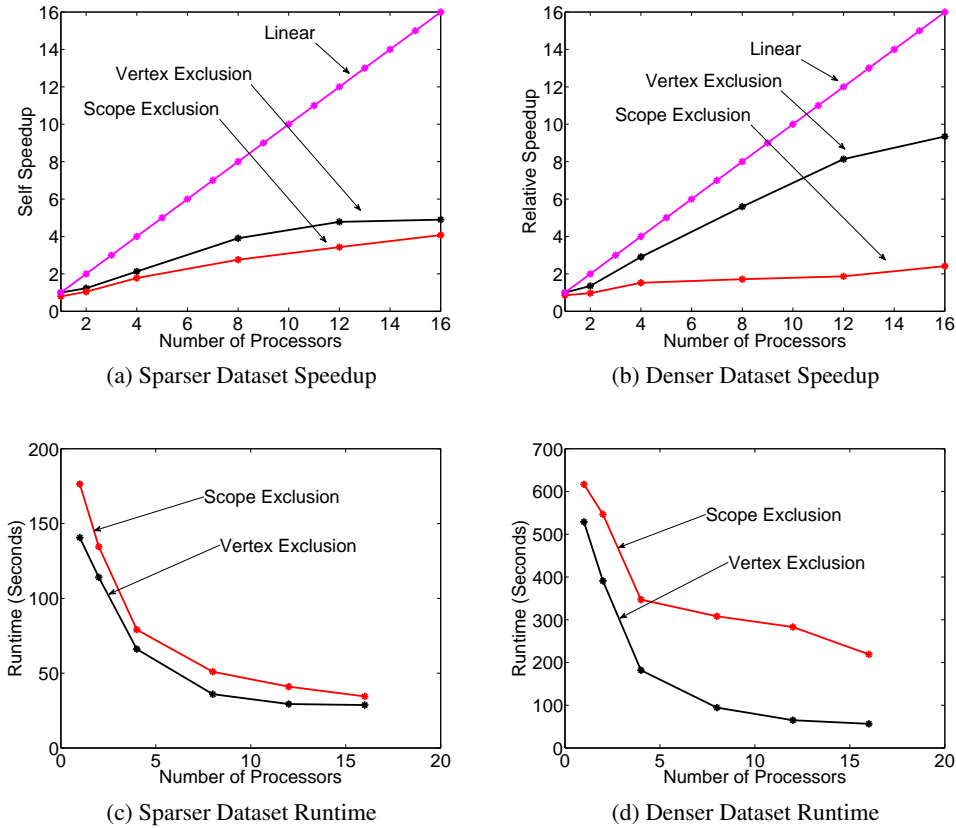 16
14
12
10
8
6
4
2
0
Self Speedup
Linear
Vertex Exclusion
Scope Exclusion
2 4 6 8 10 12 14 16
Number of Processors
(a) Sparser Dataset Speedup
16
14
12
10
8
6
4
2
0
Relative Speedup
Linear
Vertex Exclusion
Scope Exclusion
2 4 6 8 10 12 14 16
Number of Processors
(b) Denser Dataset Speedup
200
150
100
50
0
Runtime (Seconds)
Scope Exclusion
Vertex Exclusion
0 5 10 15 20
Number of Processors
(c) Sparser Dataset Runtime
700
600
500
400
300
200
100
0
Runtime (Seconds)
Scope Exclusion
Vertex Exclusion
0 5 10 15 20
Number of Processors
(d) Denser Dataset Runtime